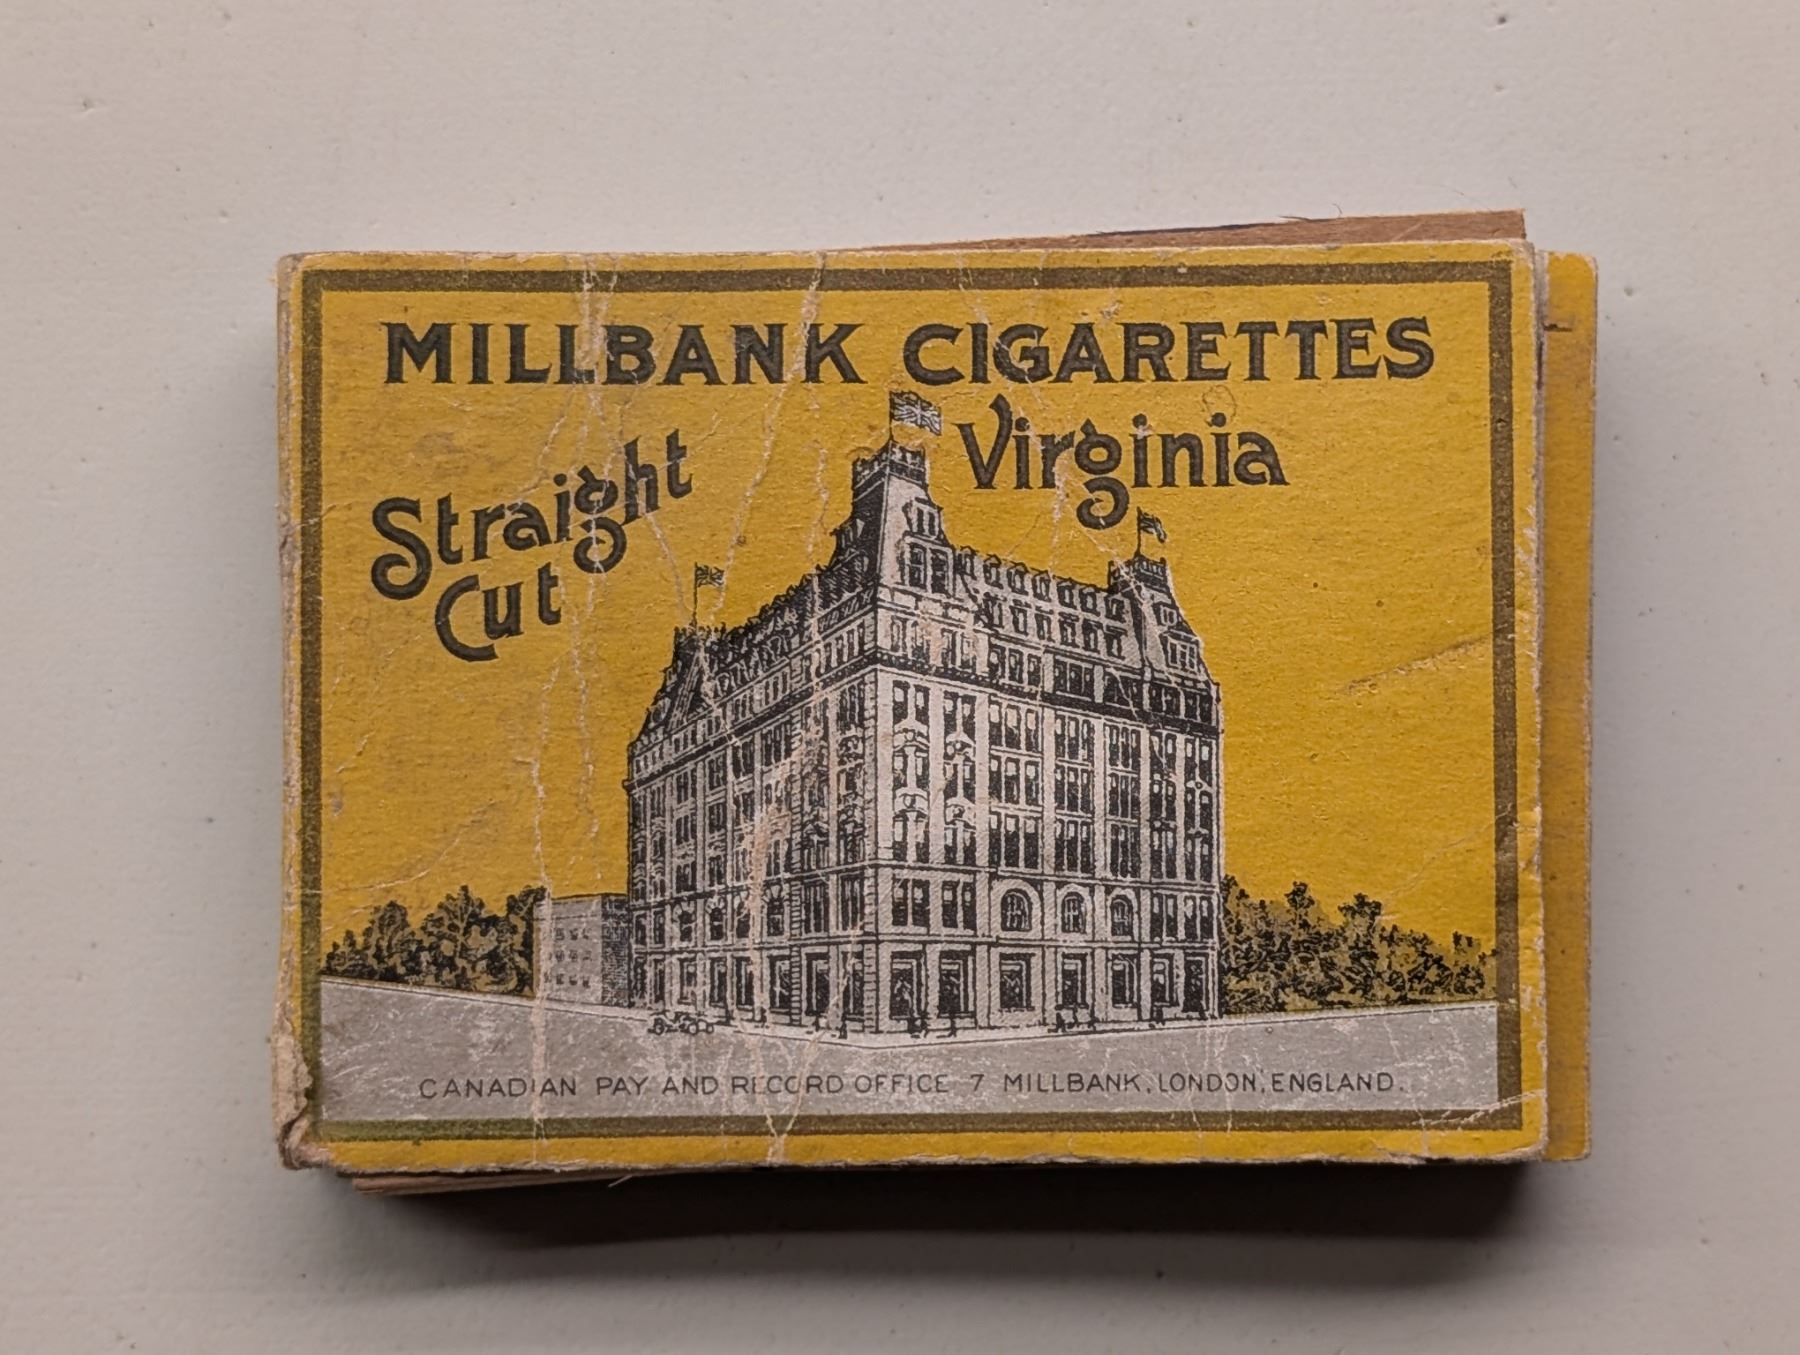 MILLBANK CIGARETTES
Straight
Cut
Virginia
CANADIAN PAY AND RECORD OFFICE 7 MILLBANK, LONDON, ENGLAND.